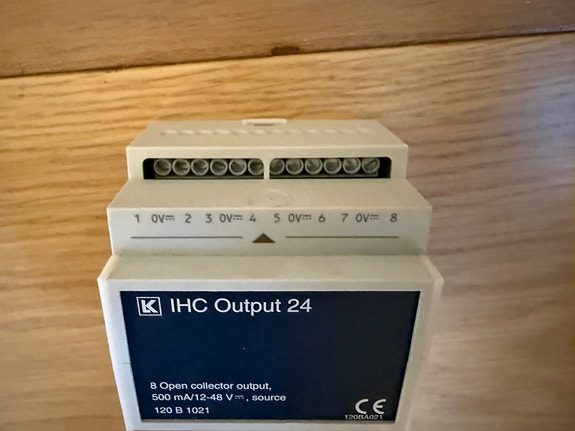 1 0V⎓ 2 3 0V⎓ 4 5 0V⎓ 6 7 0V⎓ 8
LK IHC Output 24
8 Open collector output,
500 mA/12-48 V ⎓, source
120 B 1021
CE
120BA021